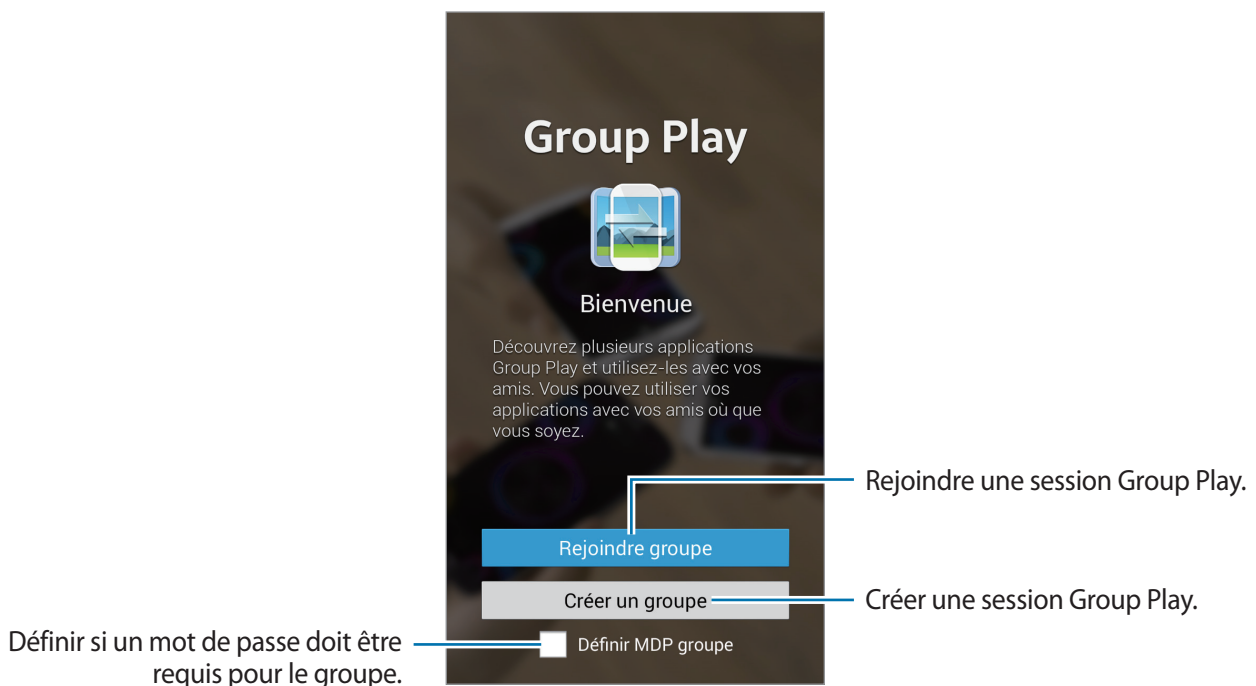 Group Play
Bienvenue
Découvrez plusieurs applications
Group Play et utilisez-les avec vos
amis. Vous pouvez utiliser vos
applications avec vos amis où que
vous soyez.
Rejoindre une session Group Play.
Rejoindre groupe
Créer un groupe
Créer une session Group Play.
Définir si un mot de passe doit être
requis pour le groupe.
Définir MDP groupe